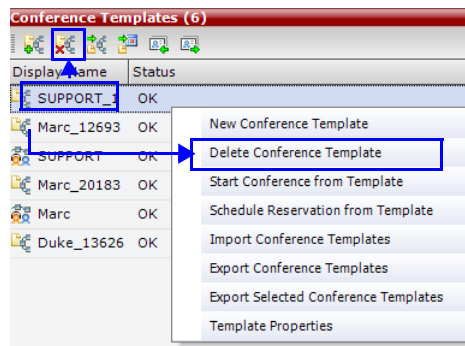 Conference Templates (6)
Display Name Status
SUPPORT_1 OK
Marc_12693 OK
SUPPORT OK
Marc_20183 OK
Marc OK
Duke_13626 OK
New Conference Template
Delete Conference Template
Start Conference from Template
Schedule Reservation from Template
Import Conference Templates
Export Conference Templates
Export Selected Conference Templates
Template Properties